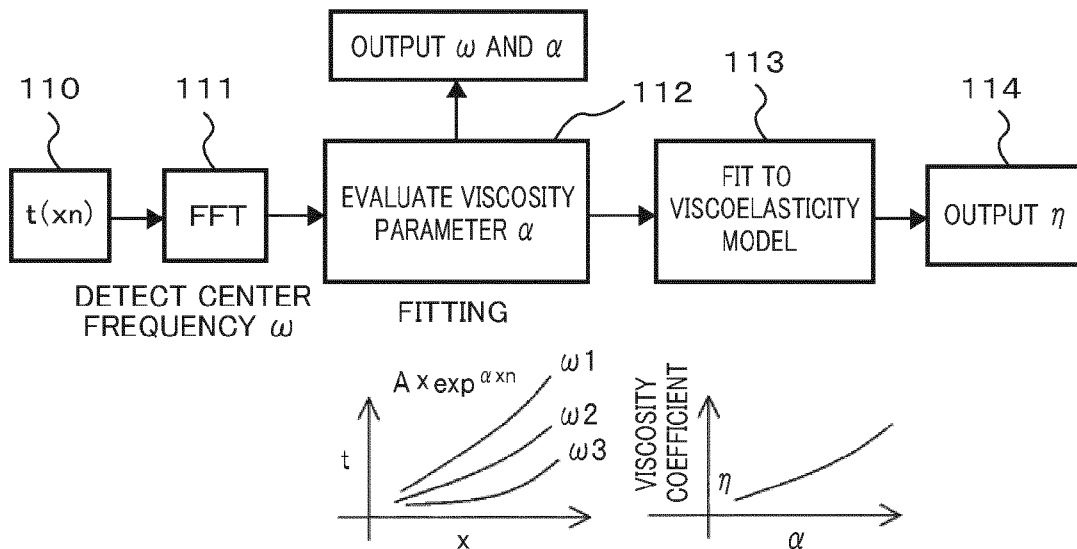 OUTPUT ω AND α
110
111
112
113
114
t(xn)
FFT
EVALUATE VISCOSITY
PARAMETER α
FIT TO
VISCOELASTICITY
MODEL
OUTPUT η
DETECT CENTER
FREQUENCY ω
FITTING
A x exp^αxn
ω1
ω2
ω3
t
x
VISCOSITY
COEFFICIENT
η
α